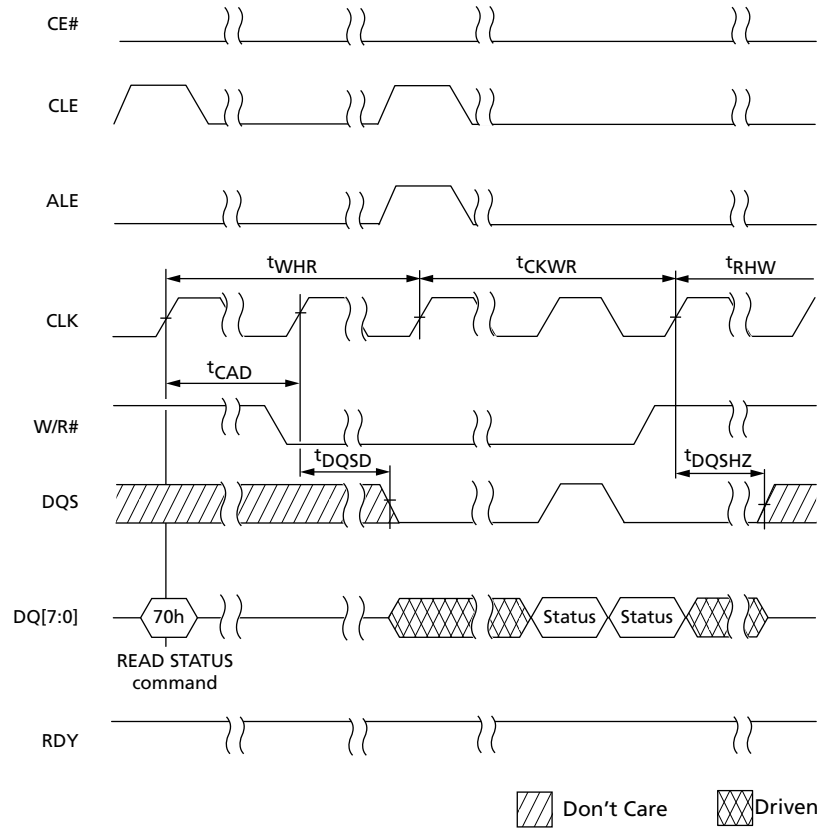 CE#
CLE
ALE
tWHR tCKWR tRHW
CLK
tCAD
W/R#
tDQSD tDQSHZ
DQS
DQ[7:0] 70h Status Status
READ STATUS
command
RDY
Don't Care Driven